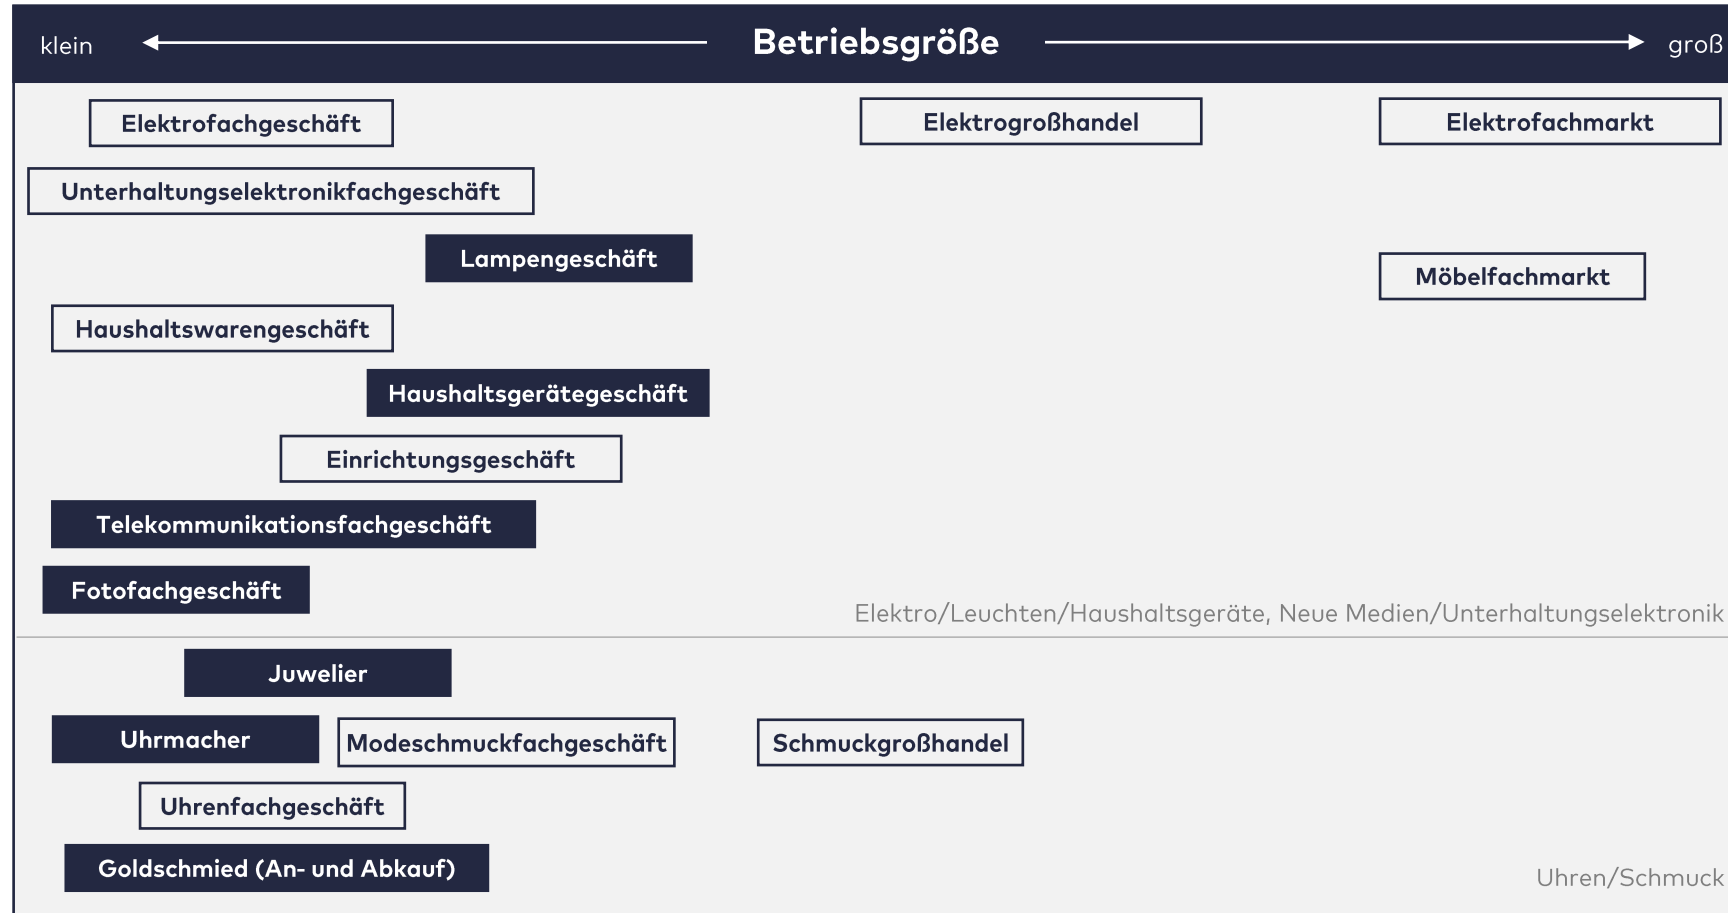 klein
Betriebsgröße
groß
Elektrofachgeschäft
Elektrogroßhandel
Elektrofachmarkt
Unterhaltungselektronikfachgeschäft
Lampengeschäft
Möbelfachmarkt
Haushaltswarengeschäft
Haushaltsgerätegeschäft
Einrichtungsgeschäft
Telekommunikationsfachgeschäft
Fotofachgeschäft
Elektro/Leuchten/Haushaltsgeräte, Neue Medien/Unterhaltungselektronik
Juwelier
Uhrmacher
Modeschmuckfachgeschäft
Schmuckgroßhandel
Uhrenfachgeschäft
Goldschmied (An- und Abkauf)
Uhren/Schmuck